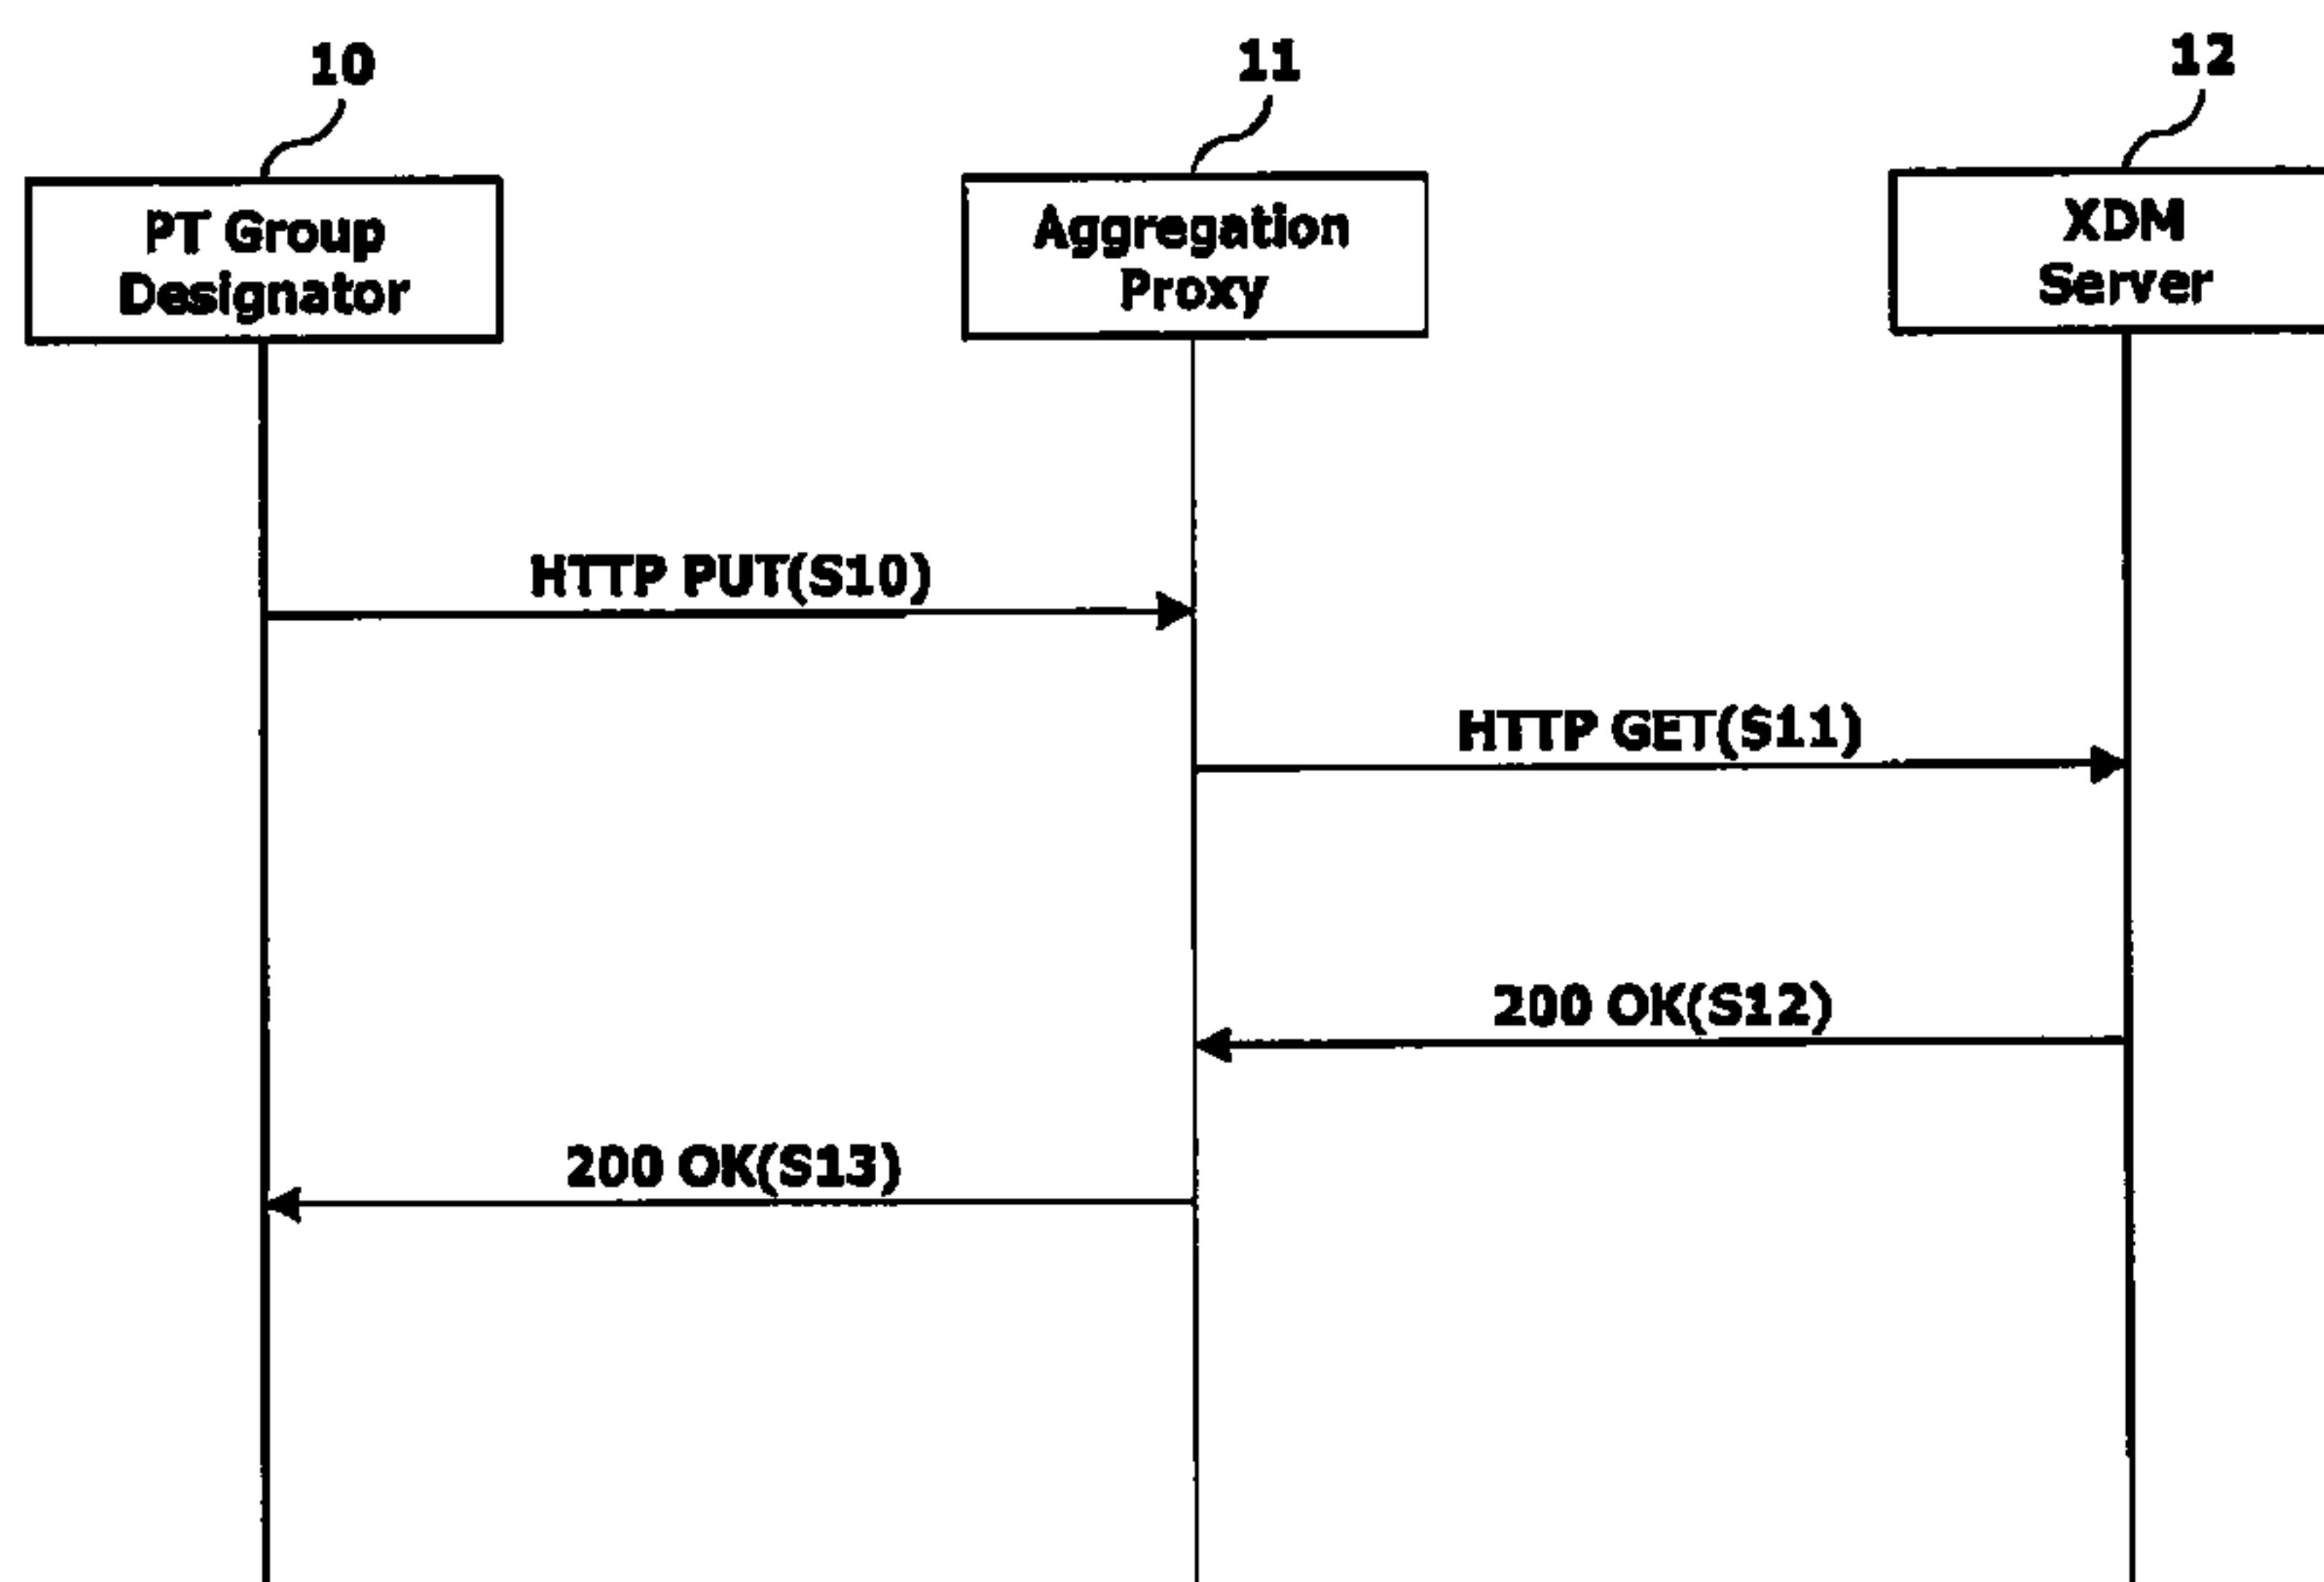 10
11
12
PT Group
Designator
Aggregation
Proxy
XDM
Server
HTTP PUT(S10)
HTTP GET(S11)
200 OK(S12)
200 OK(S13)